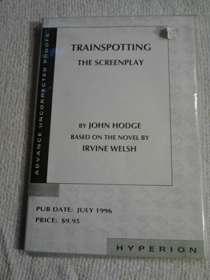 TRAINSPOTTING
THE SCREENPLAY
BY JOHN HODGE
BASED ON THE NOVEL BY
IRVINE WELSH
PUB DATE: JULY 1996
PRICE: $9.95
HYPERION
ADVANCE UNCORRECTED PROOFS